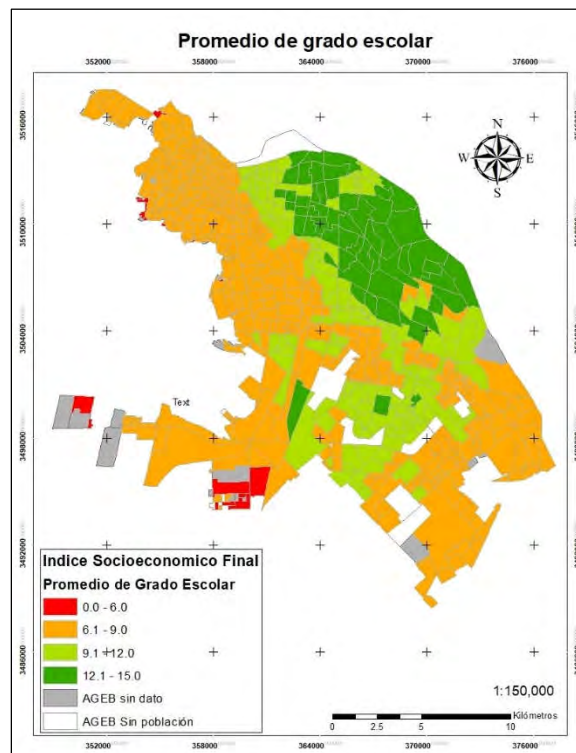 Promedio de grado escolar
352000 358000 364000 370000 376000
3516000 3510000 3504000 3498000 3492000 3486000
N
W E
S
Text
Indice Socioeconomico Final
Promedio de Grado Escolar
0.0 - 6.0
6.1 - 9.0
9.1 - 12.0
12.1 - 15.0
AGEB sin dato
AGEB Sin población
1:150,000
Kilómetros
0 2.5 5 10
352000 358000 364000 370000 376000